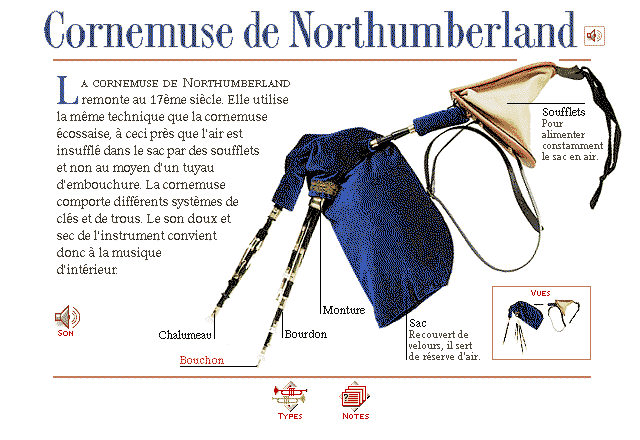 Cornemuse de Northumberland
LA CORNEMUSE DE NORTHUMBERLAND
remonte au 17ème siècle. Elle utilise
la même technique que la cornemuse
écossaise, à ceci près que l'air est
insufflé dans le sac par des soufflets
et non au moyen d'un tuyau
d'embouchure. La cornemuse
comporte différents systèmes de
clés et de trous. Le son doux et
sec de l'instrument convient
donc à la musique
d'intérieur.
Soufflets
Pour
alimenter
constamment
le sac en air.
SON
Chalumeau
Bouchon
Bourdon
Monture
Sac
Recouvert de
velours, il sert
de réserve d'air.
VUES
TYPES
NOTES